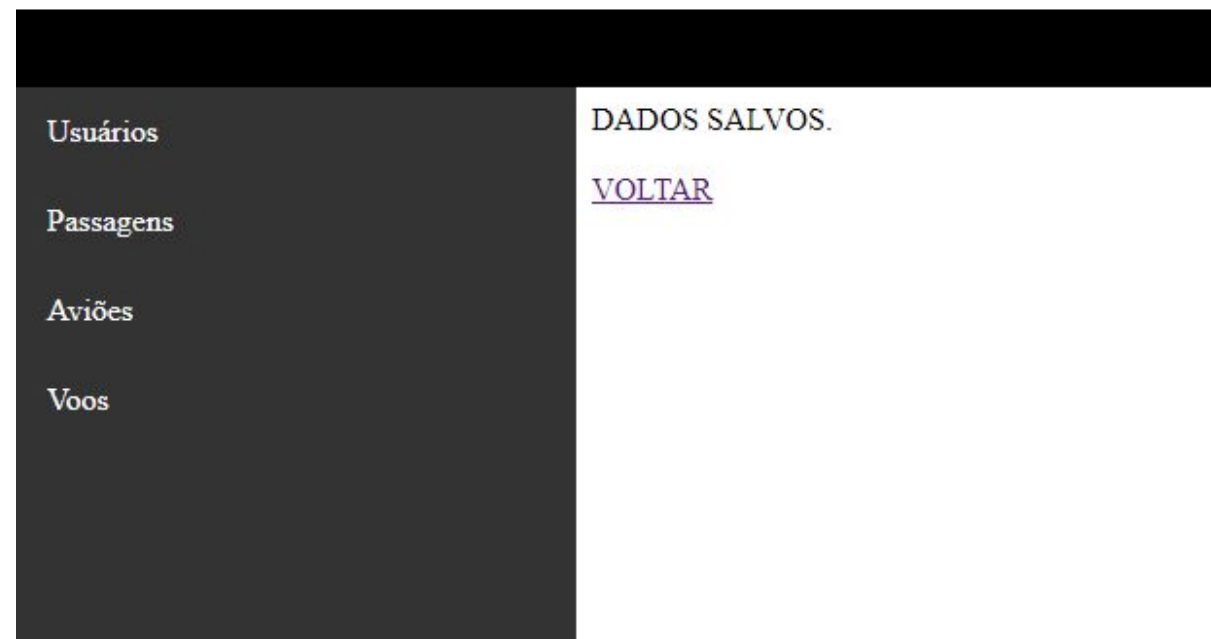 Usuários
Passagens
Aviões
Voos
DADOS SALVOS.
VOLTAR